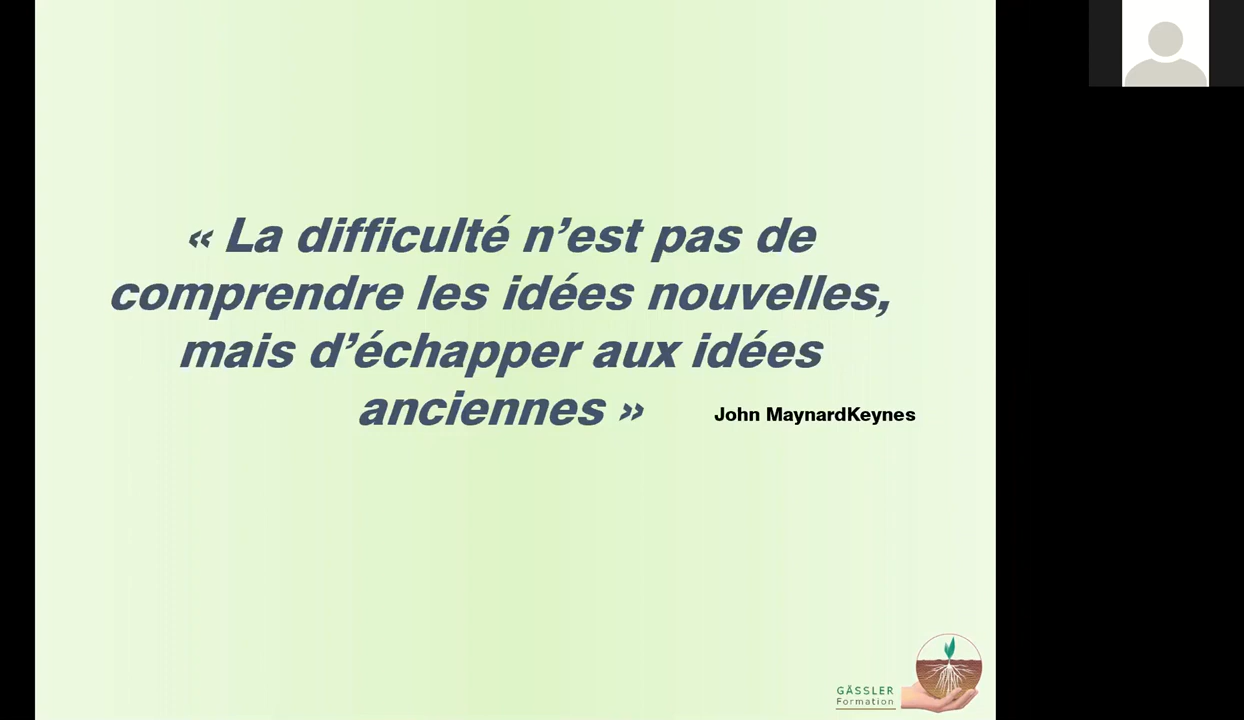 « La difficulté n’est pas de
comprendre les idées nouvelles,
mais d’échapper aux idées
anciennes »
John MaynardKeynes
GÄSSLER
Formation